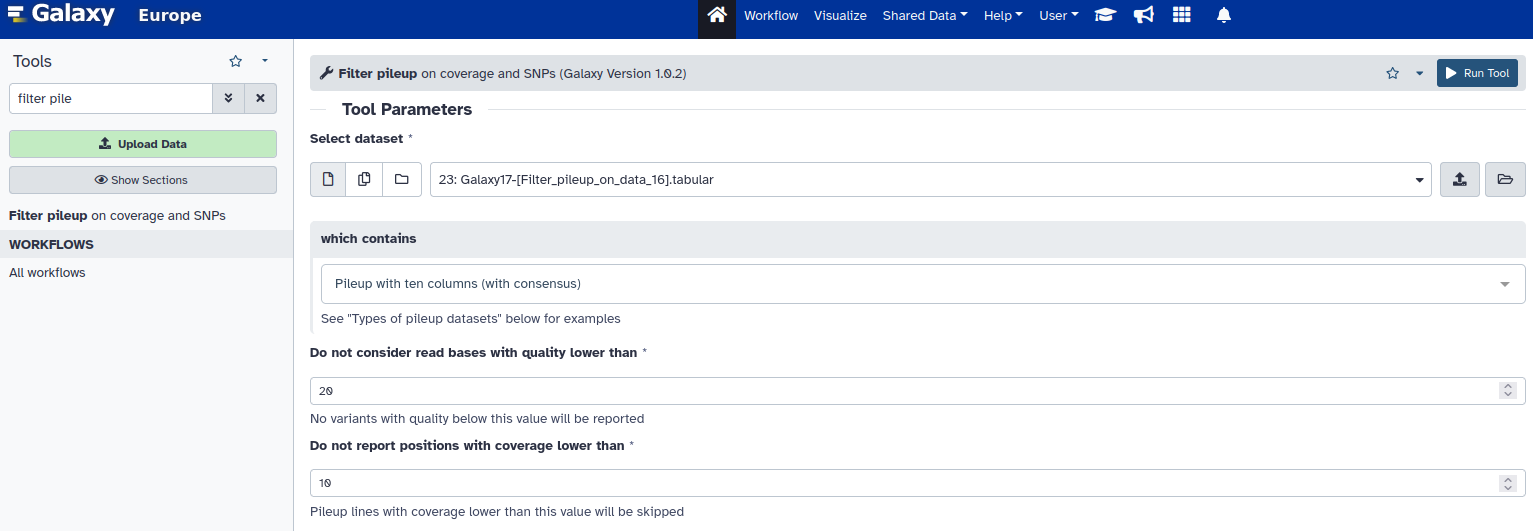 Galaxy Europe
Workflow Visualize Shared Data Help User
Tools
filter pile
Upload Data
Show Sections
Filter pileup on coverage and SNPs
WORKFLOWS
All workflows
Filter pileup on coverage and SNPs (Galaxy Version 1.0.2)
Run Tool
Tool Parameters
Select dataset *
23: Galaxy17-[Filter_pileup_on_data_16].tabular
which contains
Pileup with ten columns (with consensus)
See "Types of pileup datasets" below for examples
Do not consider read bases with quality lower than *
20
No variants with quality below this value will be reported
Do not report positions with coverage lower than *
10
Pileup lines with coverage lower than this value will be skipped